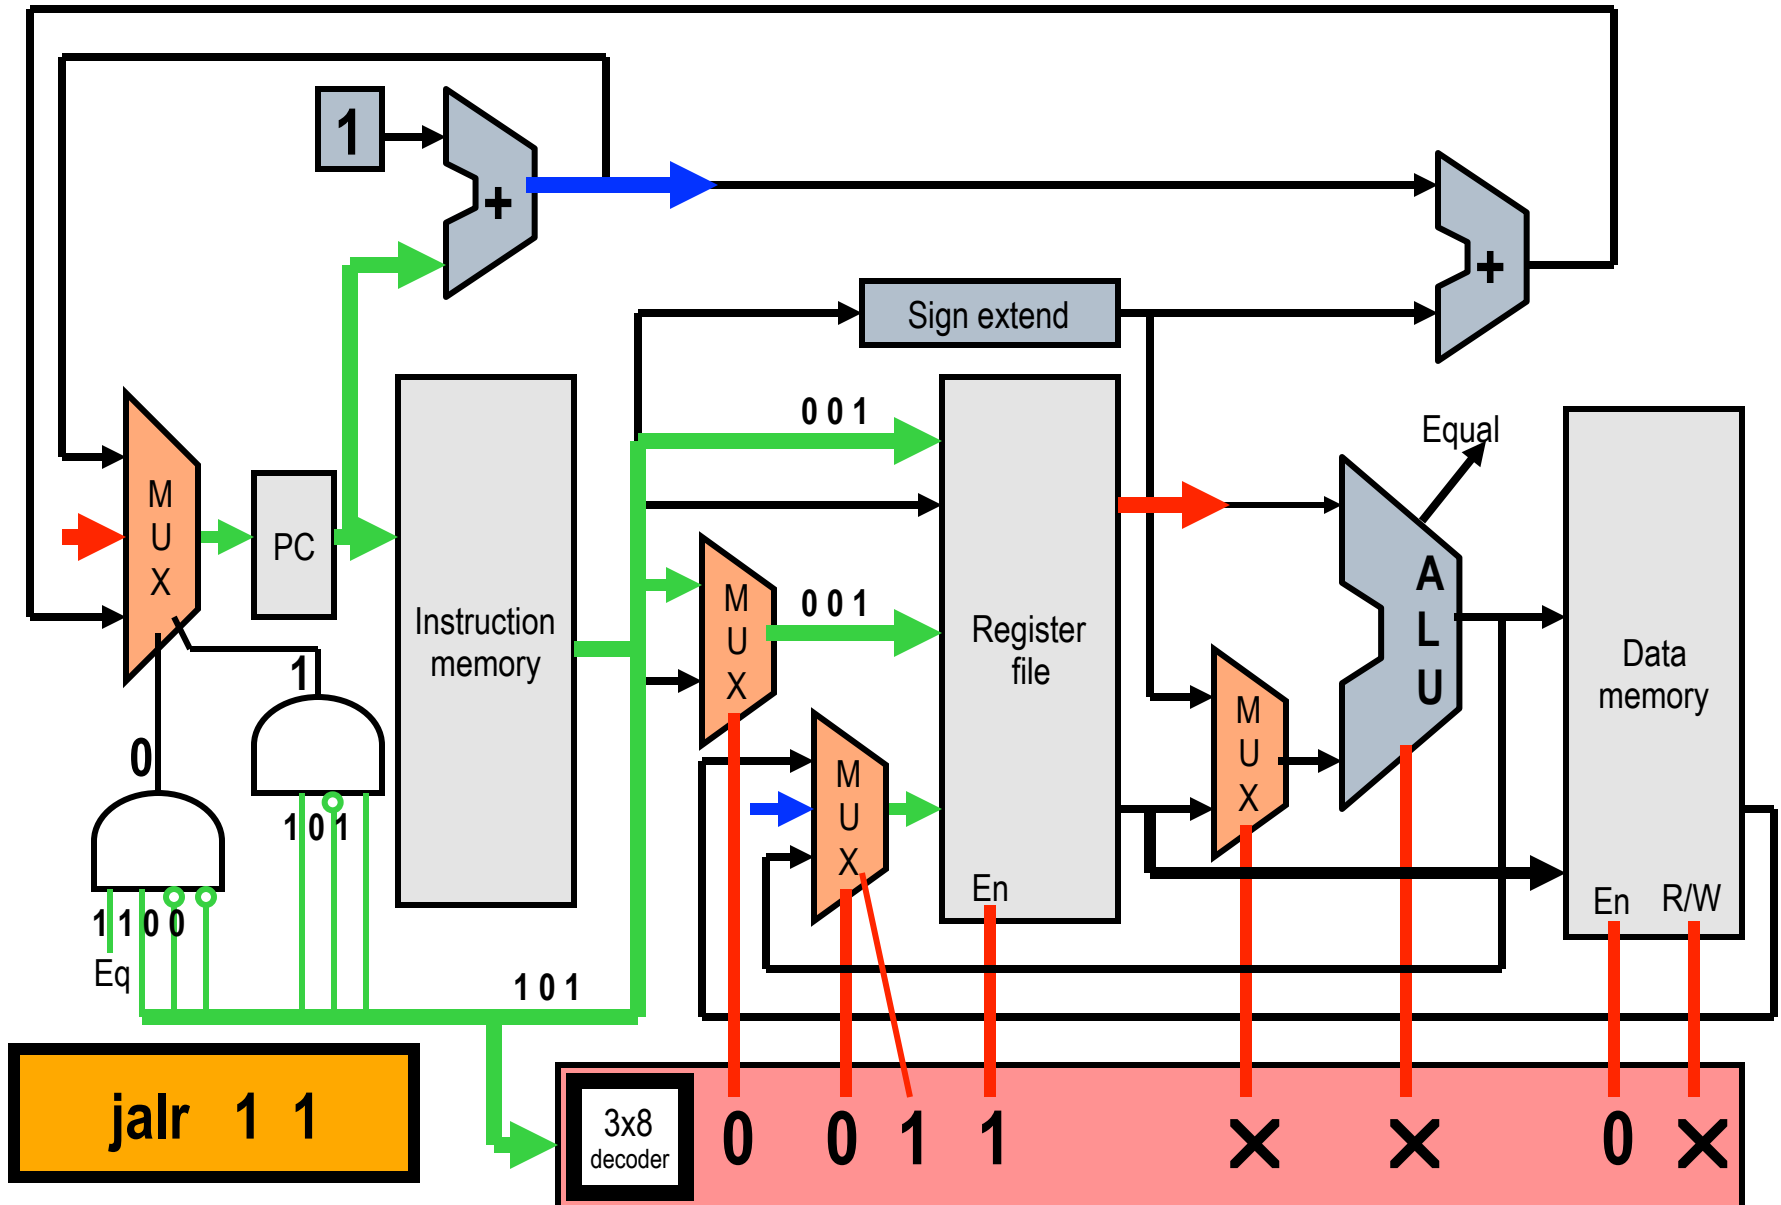 1
+
+
Sign extend
0 0 1
Equal
M
U
X
PC
Instruction
memory
M
U
X
0 0 1
Register
file
A
L
U
Data
memory
1
0
M
U
X
M
U
X
1 0 1
En
En
R/W
1 1 0 0
Eq
1 0 1
jalr 1 1
3x8
decoder
0
0
1
1
X
X
0
X